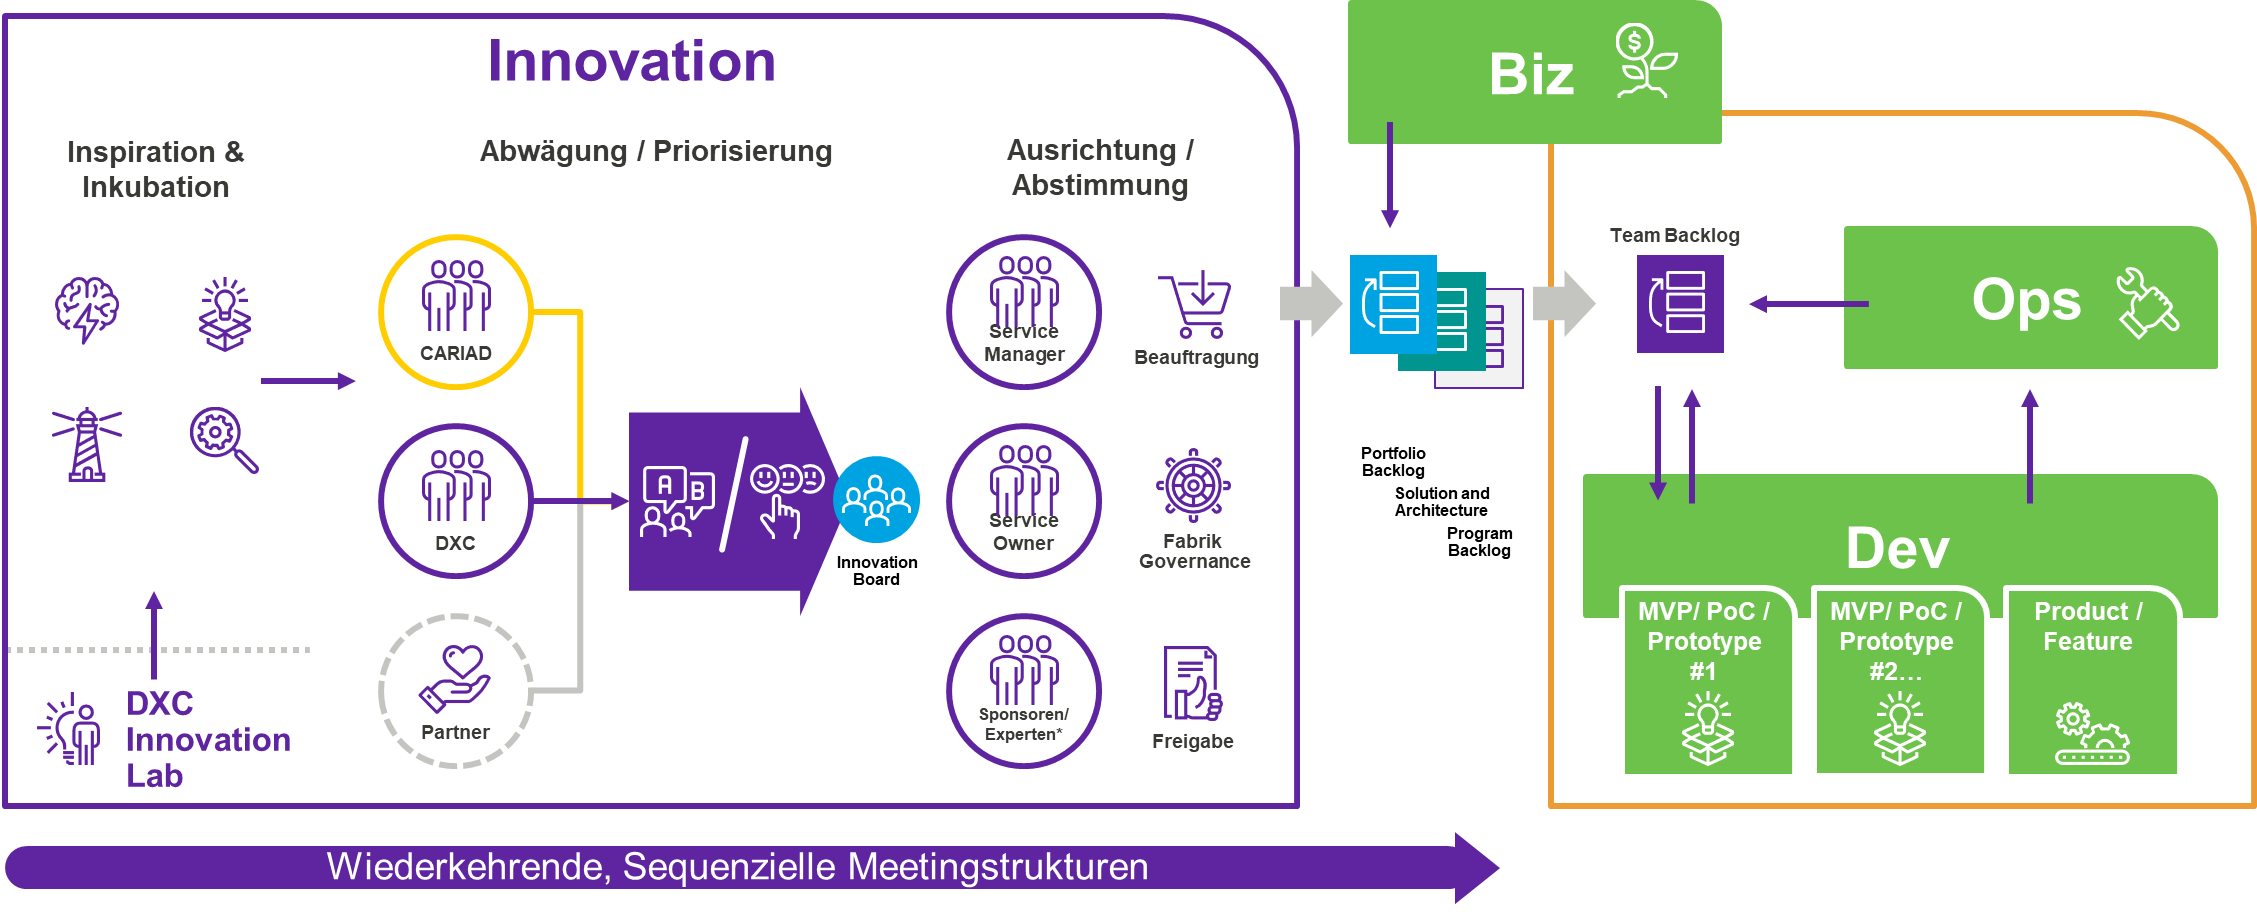 Innovation
Inspiration &
Inkubation
Abwägung / Priorisierung
Ausrichtung /
Abstimmung
CARIAD
DXC
Partner
A
B
Innovation
Board
Service
Manager
Beauftragung
Service
Owner
Fabrik
Governance
Sponsoren/
Experten*
Freigabe
DXC
Innovation
Lab
Biz
$
Portfolio
Backlog
Solution and
Architecture
Program
Backlog
Team Backlog
Ops
Dev
MVP/ PoC /
Prototype
#1
MVP/ PoC /
Prototype
#2...
Product /
Feature
Wiederkehrende, Sequenzielle Meetingstrukturen